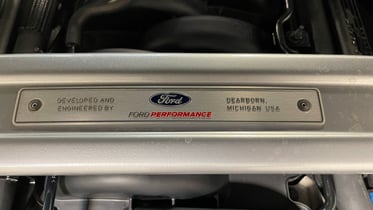 DEVELOPED AND
ENGINEERED BY
Ford
FORD PERFORMANCE
DEARBORN,
MICHIGAN USA